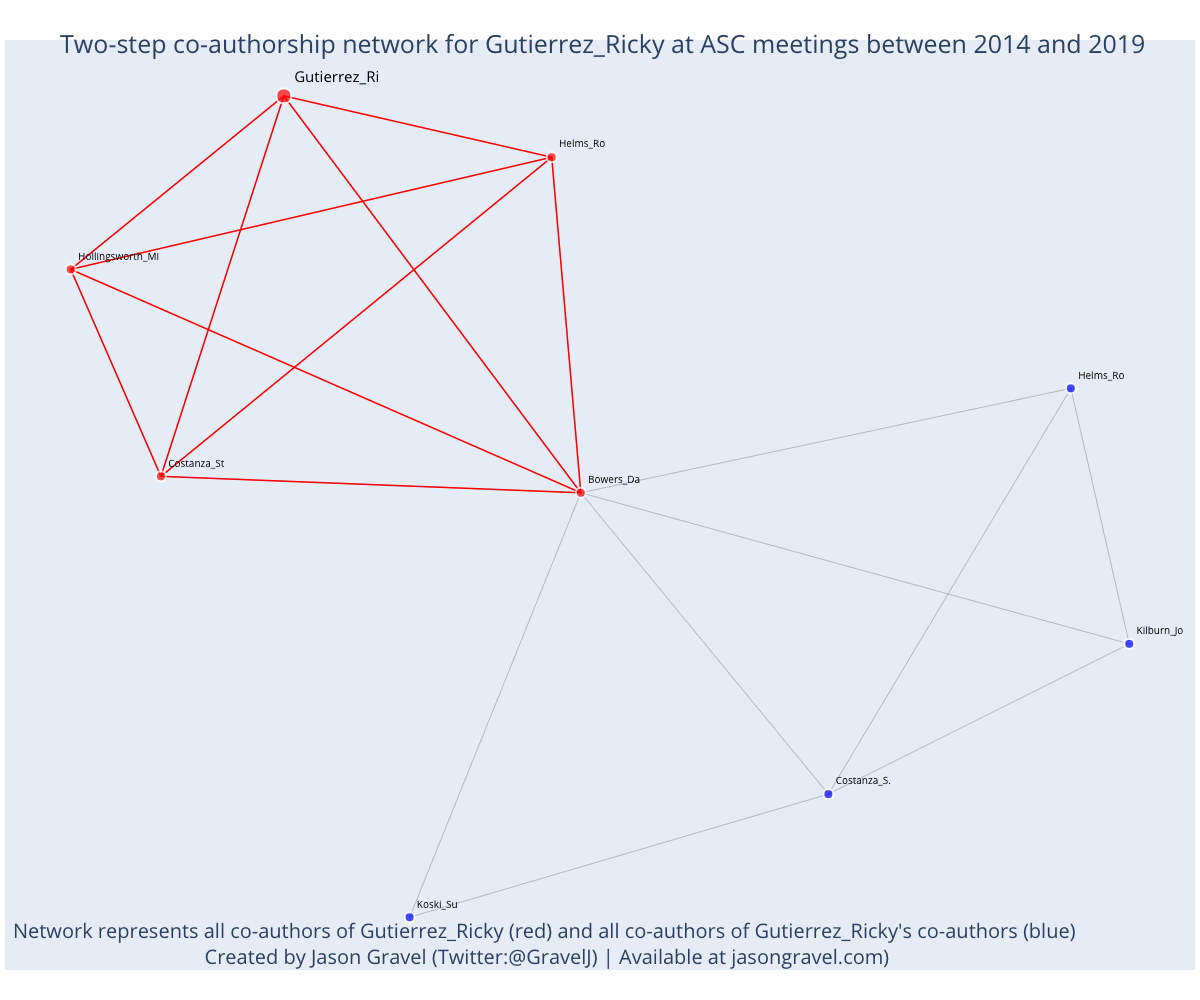 Two-step co-authorship network for Gutierrez_Ricky at ASC meetings between 2014 and 2019
Gutierrez_Ri
Helms_Ro
Hollingsworth_Mi
Helms_Ro
Costanza_St
Bowers_Da
Kilburn_Jo
Costanza_S.
Koski_Su
Network represents all co-authors of Gutierrez_Ricky (red) and all co-authors of Gutierrez_Ricky's co-authors (blue)
Created by Jason Gravel (Twitter:@GravelJ) | Available at jasongravel.com)